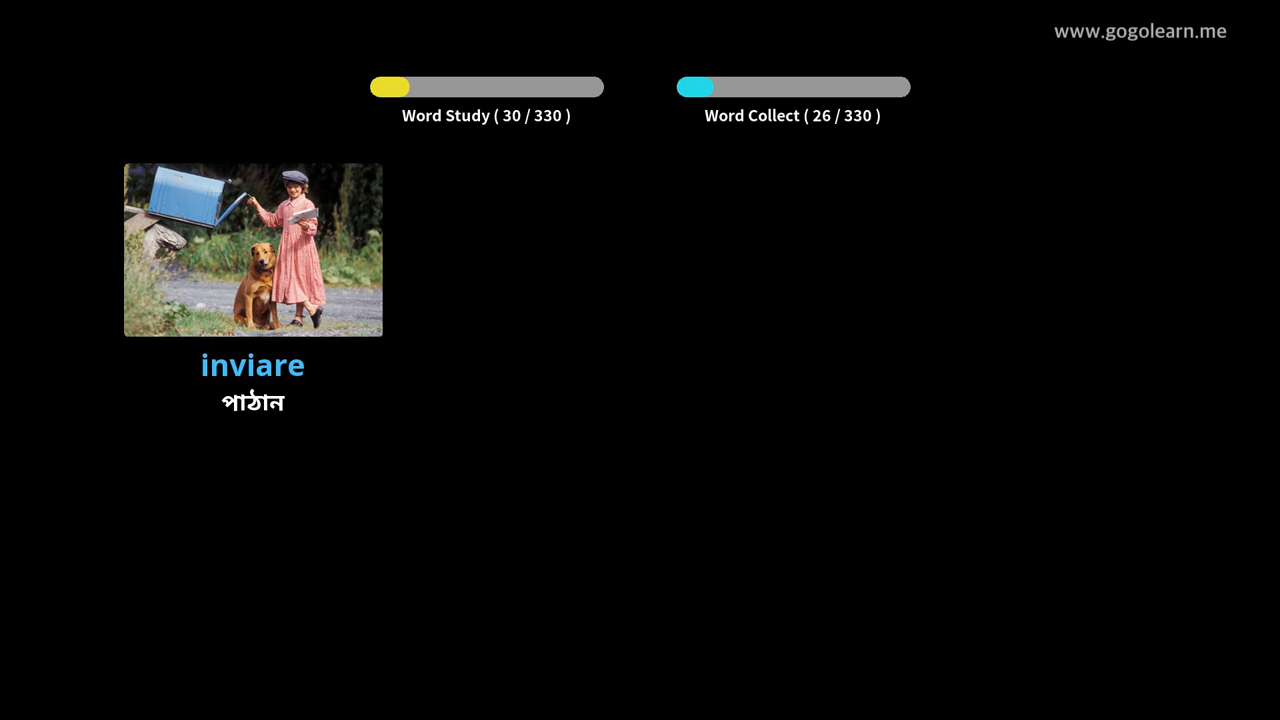 www.gogolearn.me
Word Study ( 30 / 330 )
Word Collect ( 26 / 330 )
inviare
পাঠান